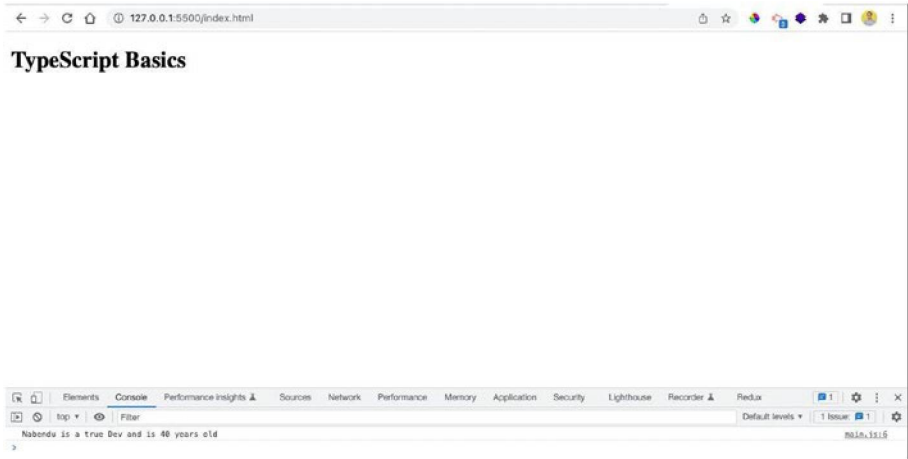 127.0.0.1:5500/index.html
TypeScript Basics
Elements Console Performance insights Sources Network Performance Memory Application Security Lighthouse Recorder Redux 1
top Filter Default levels 1 Issue: 1
Nabendu is a true Dev and is 40 years old main.js:6